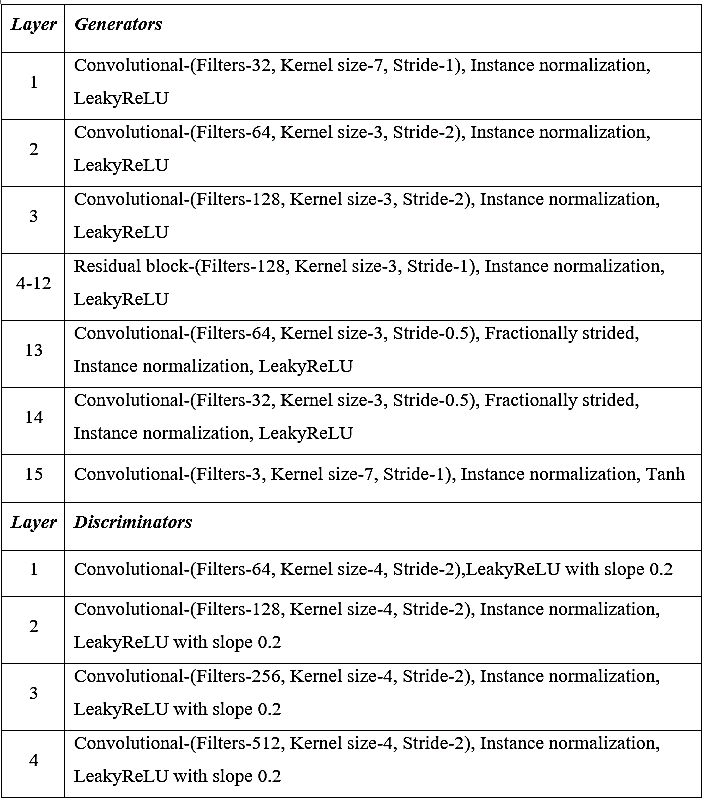 Layer Generators
1 Convolutional-(Filters-32, Kernel size-7, Stride-1), Instance normalization,
LeakyReLU
2 Convolutional-(Filters-64, Kernel size-3, Stride-2), Instance normalization,
LeakyReLU
3 Convolutional-(Filters-128, Kernel size-3, Stride-2), Instance normalization,
LeakyReLU
4-12 Residual block-(Filters-128, Kernel size-3, Stride-1), Instance normalization,
LeakyReLU
13 Convolutional-(Filters-64, Kernel size-3, Stride-0.5), Fractionally strided,
Instance normalization, LeakyReLU
14 Convolutional-(Filters-32, Kernel size-3, Stride-0.5), Fractionally strided,
Instance normalization, LeakyReLU
15 Convolutional-(Filters-3, Kernel size-7, Stride-1), Instance normalization, Tanh
Layer Discriminators
1 Convolutional-(Filters-64, Kernel size-4, Stride-2),LeakyReLU with slope 0.2
2 Convolutional-(Filters-128, Kernel size-4, Stride-2), Instance normalization,
LeakyReLU with slope 0.2
3 Convolutional-(Filters-256, Kernel size-4, Stride-2), Instance normalization,
LeakyReLU with slope 0.2
4 Convolutional-(Filters-512, Kernel size-4, Stride-2), Instance normalization,
LeakyReLU with slope 0.2